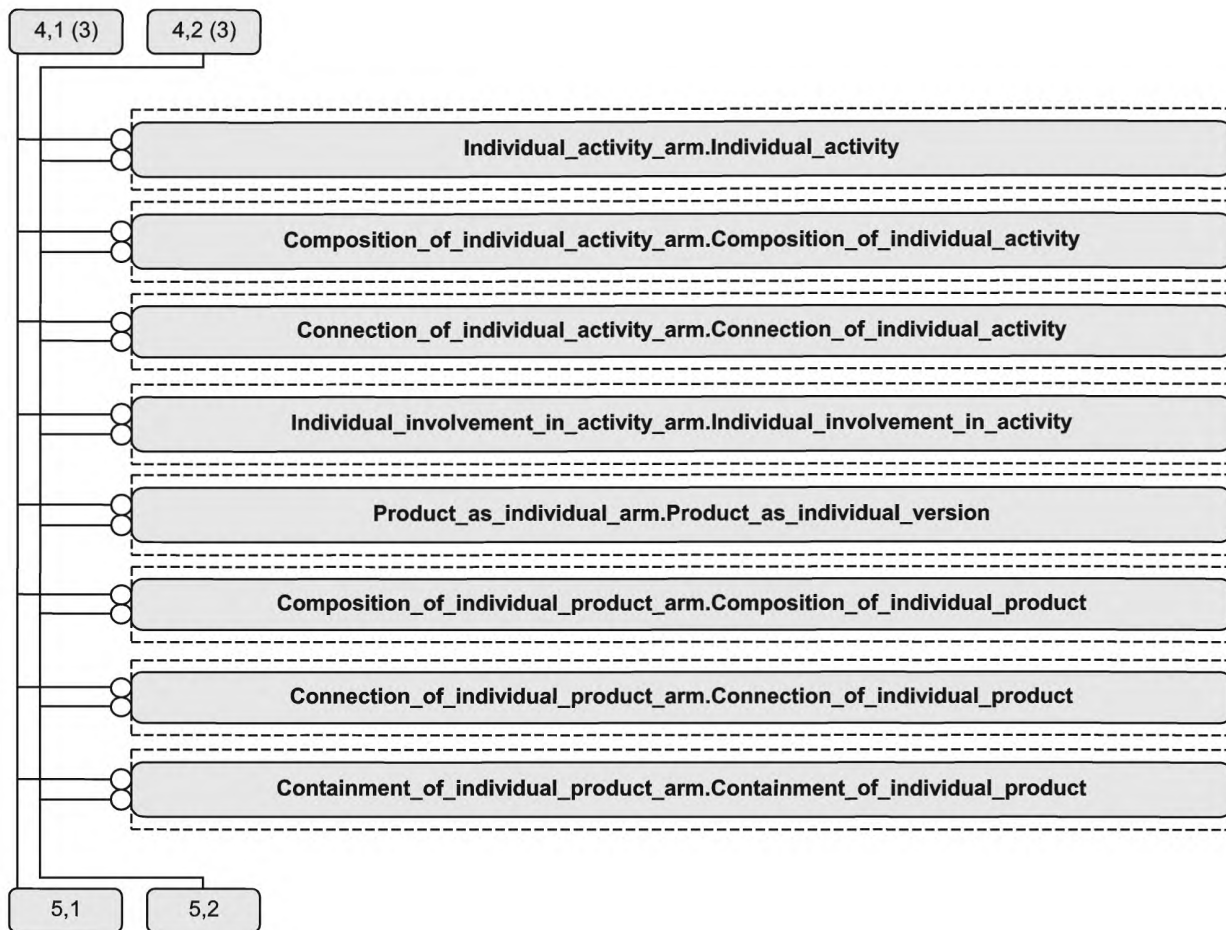 4,1 (3) 4,2 (3)
Individual_activity_arm.Individual_activity
Composition_of_individual_activity_arm.Composition_of_individual_activity
Connection_of_individual_activity_arm.Connection_of_individual_activity
Individual_involvement_in_activity_arm.Individual_involvement_in_activity
Product_as_individual_arm.Product_as_individual_version
Composition_of_individual_product_arm.Composition_of_individual_product
Connection_of_individual_product_arm.Connection_of_individual_product
Containment_of_individual_product_arm.Containment_of_individual_product
5,1 5,2